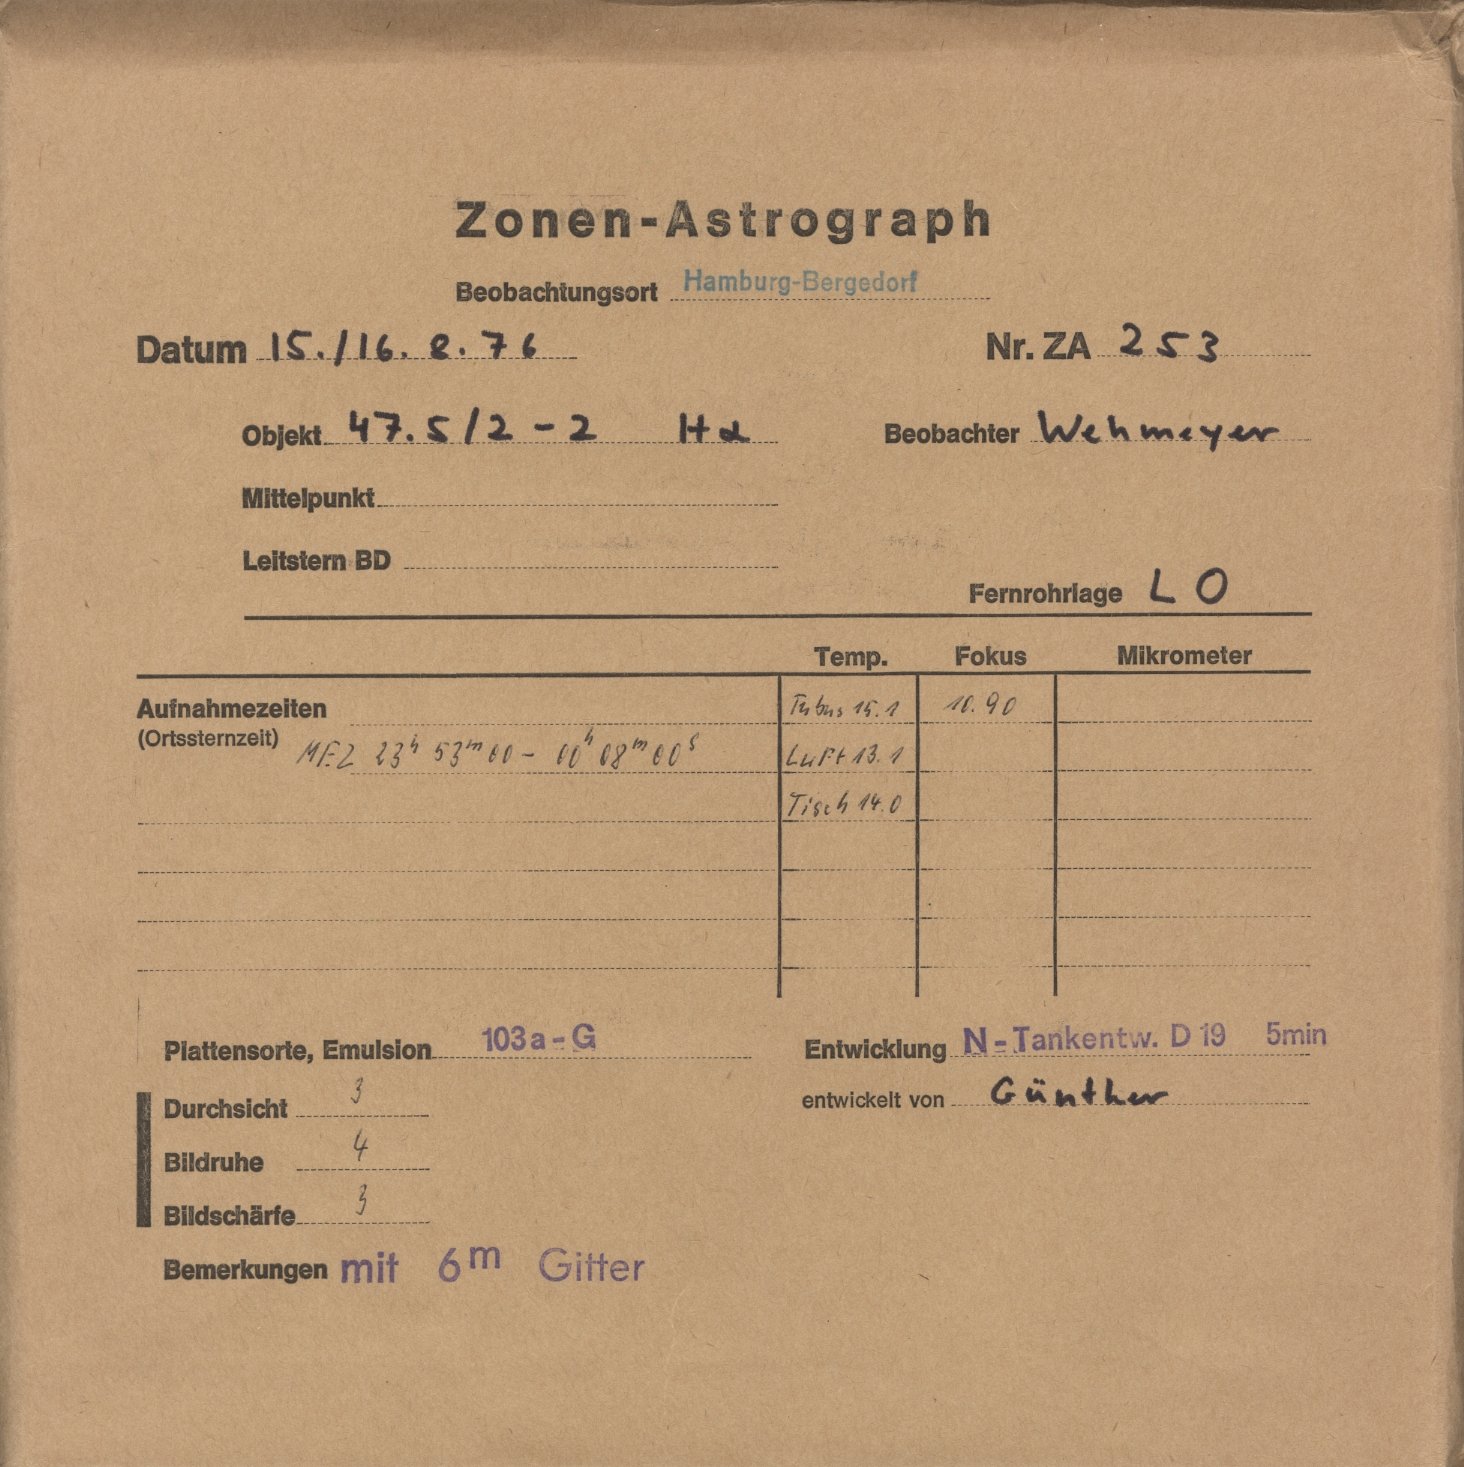 Zonen-Astrograph
Beobachtungsort Hamburg-Bergedorf
Datum 15./16. 8. 76 Nr. ZA 253
Objekt 47.5/2-2 Hα Beobachter Wehmeyer
Mittelpunkt
Leitstern BD
Fernrohrlage L O
Temp. Fokus Mikrometer
Aufnahmezeiten Tubus 15.1 10.90
(Ortssternzeit) MEZ 23h 53m 00 - 00h 08m 00s Luft 13.1
Tisch 14.0
Plattensorte, Emulsion 103a-G Entwicklung N-Tankentw. D 19 5min
Durchsicht 3 entwickelt von Günther
Bildruhe 4
Bildschärfe 3
Bemerkungen mit 6m Gitter